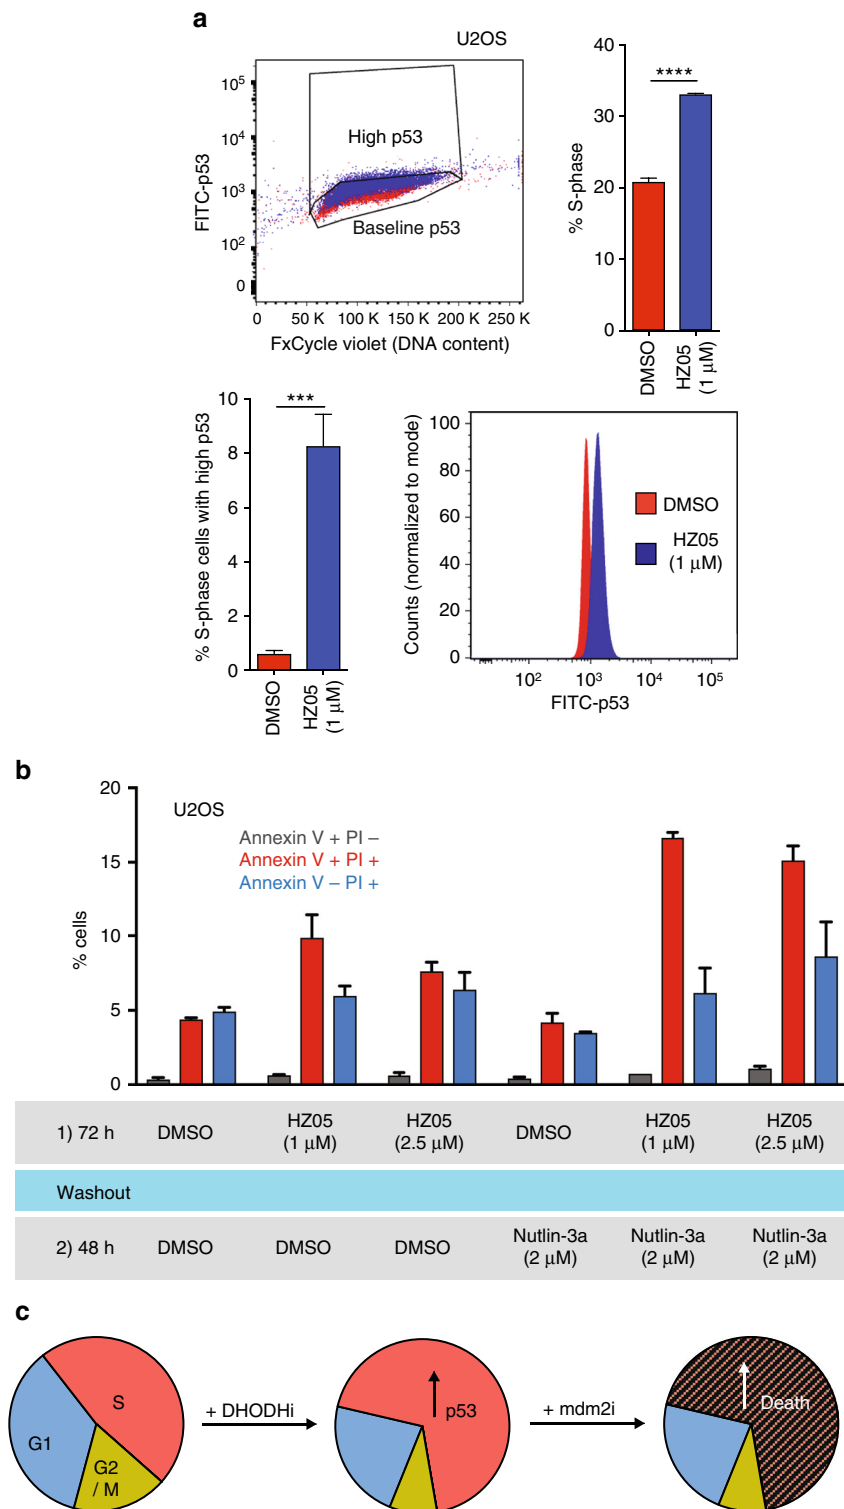 a
U2OS
FITC-p53
10⁵
10⁴
10³
10²
0
High p53
Baseline p53
0 50 K 100 K 150 K 200 K
FxCycle violet (DNA content)
% S-phase
40
30
20
10
0
****
DMSO
HZ05
(1 μM)
% S-phase cells with high p53
10
8
6
4
2
0
***
DMSO
HZ05
(1 μM)
Counts (normalized to mode)
100
80
60
40
20
0
DMSO
HZ05
(1 μM)
10² 10³ 10⁴ 10⁵
FITC-p53
b
% cells
20
15
10
5
0
U2OS
Annexin V + PI –
Annexin V + PI +
Annexin V – PI +
1) 72 h DMSO HZ05 (1 μM) HZ05 (2.5 μM) DMSO HZ05 (1 μM) HZ05 (2.5 μM)
Washout
2) 48 h DMSO DMSO DMSO Nutlin-3a (2 μM) Nutlin-3a (2 μM) Nutlin-3a (2 μM)
c
S
G1
G2
/ M
+ DHODHi
p53
+ mdm2i
Death